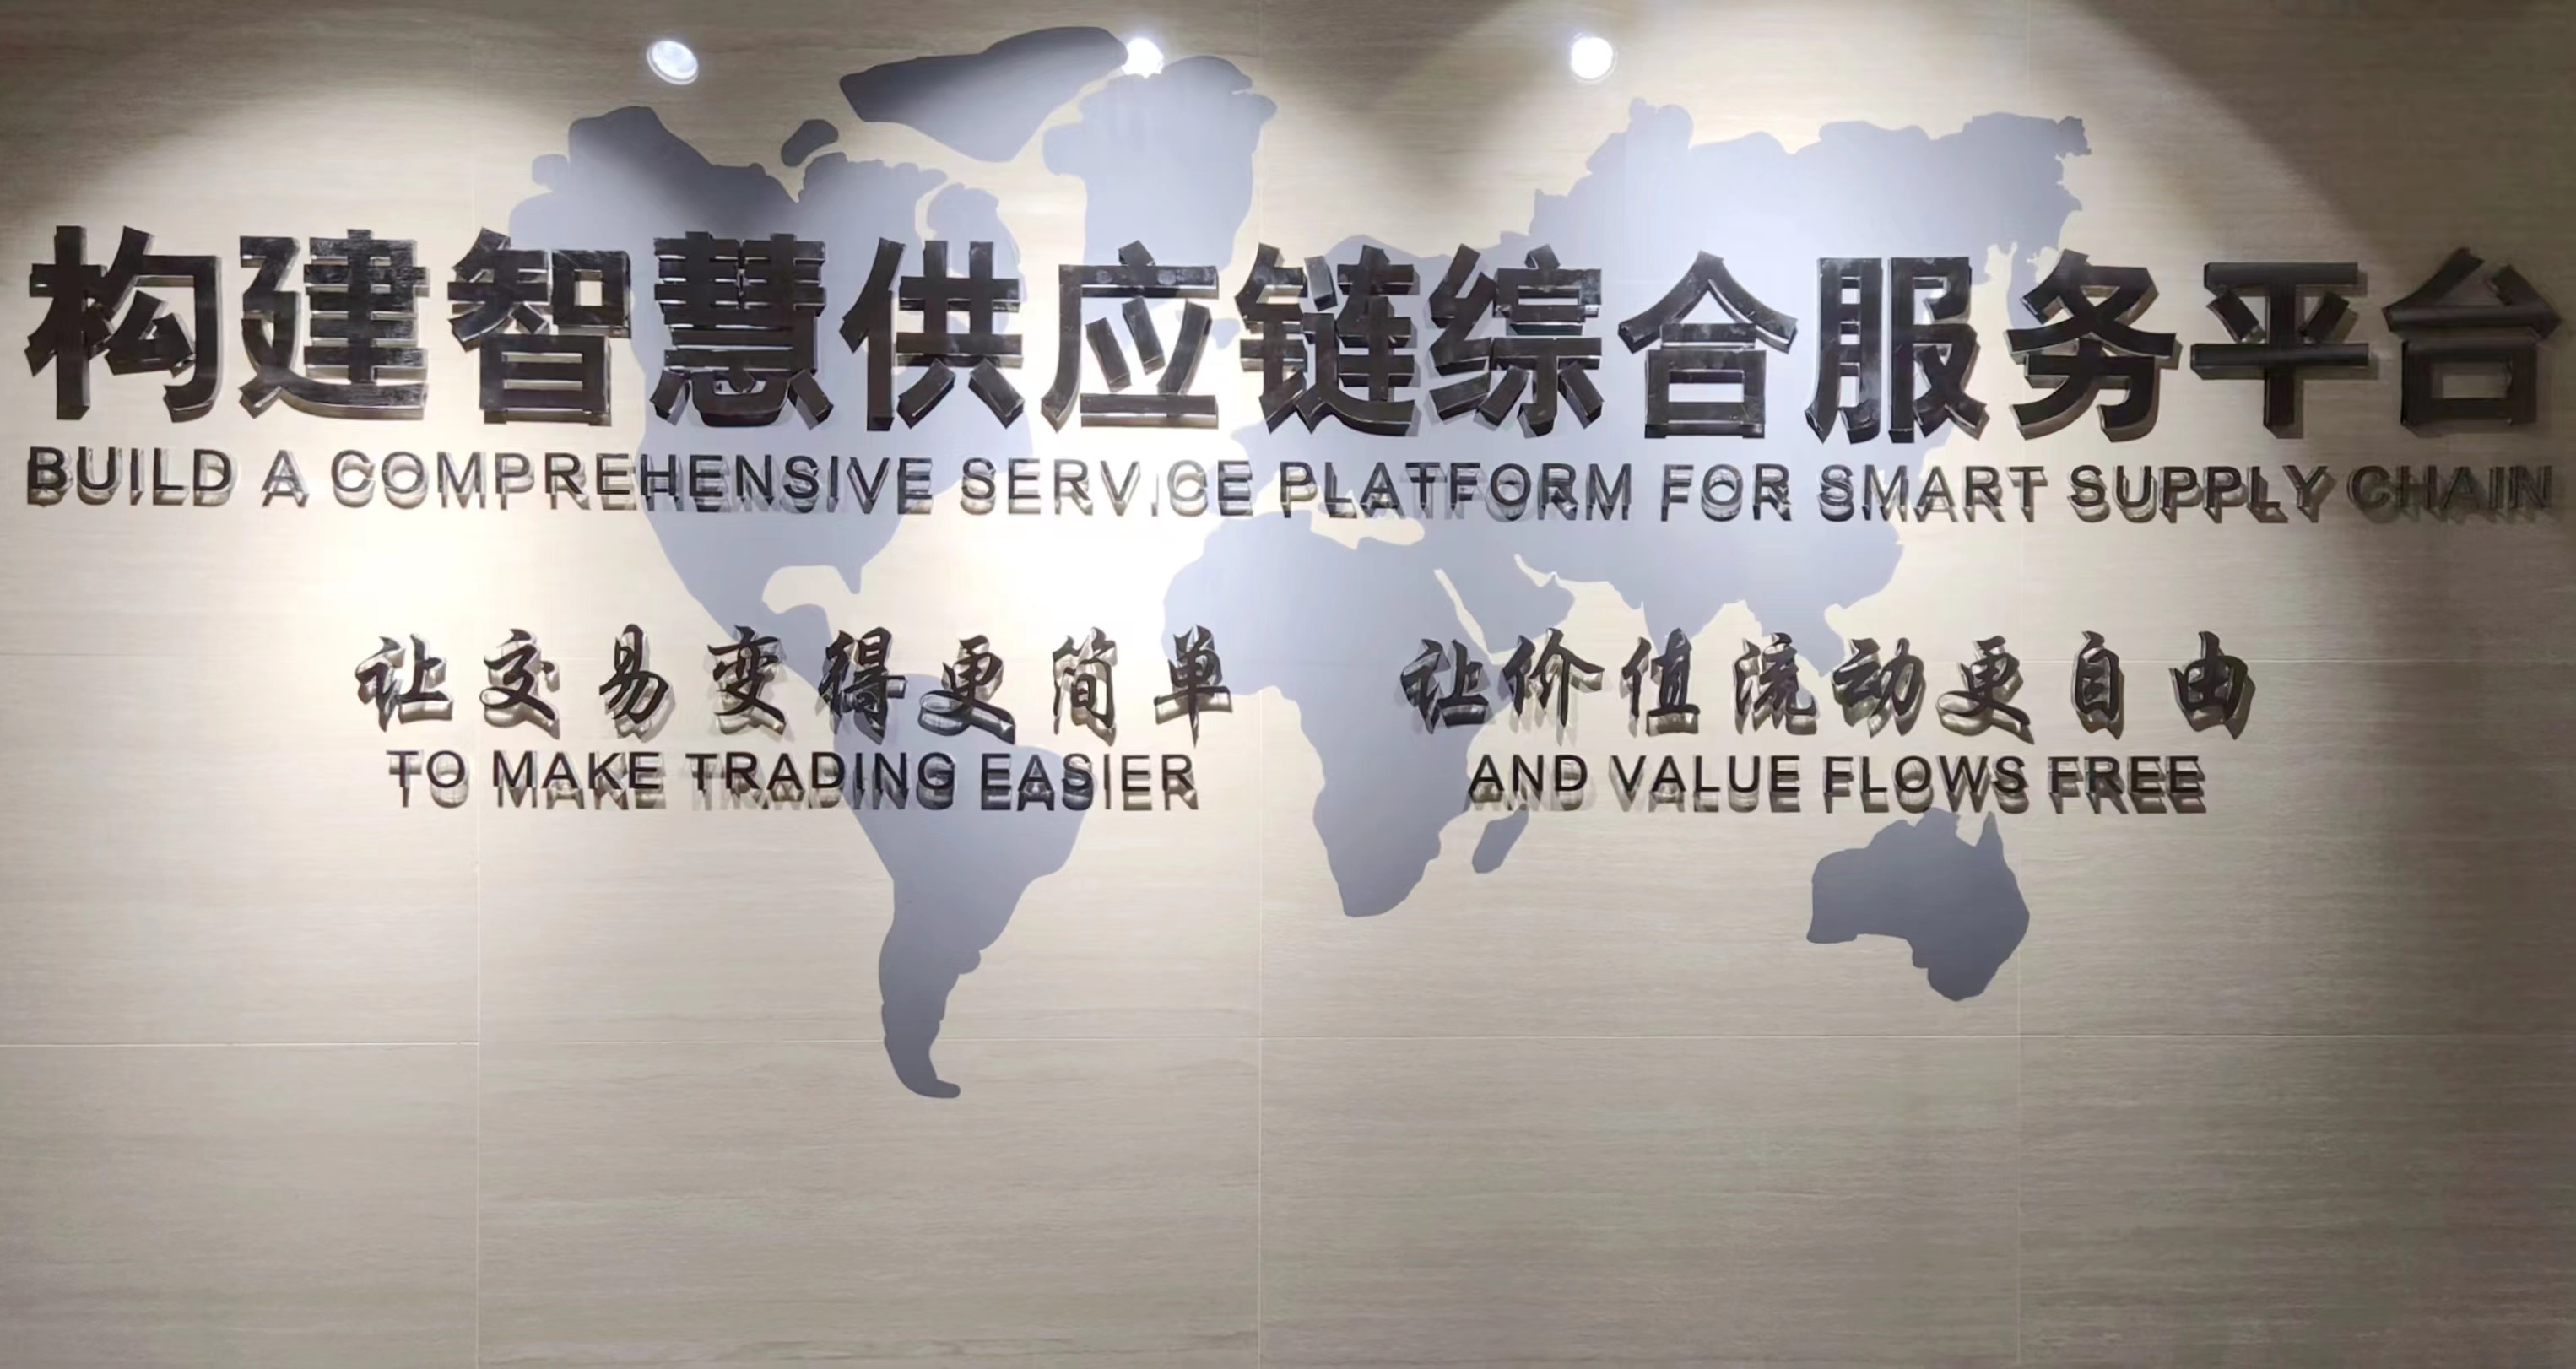 构建智慧供应链综合服务平台
BUILD A COMPREHENSIVE SERVICE PLATFORM FOR SMART SUPPLY CHAIN
让交易变得更简单 让价值流动更自由
TO MAKE TRADING EASIER AND VALUE FLOWS FREE